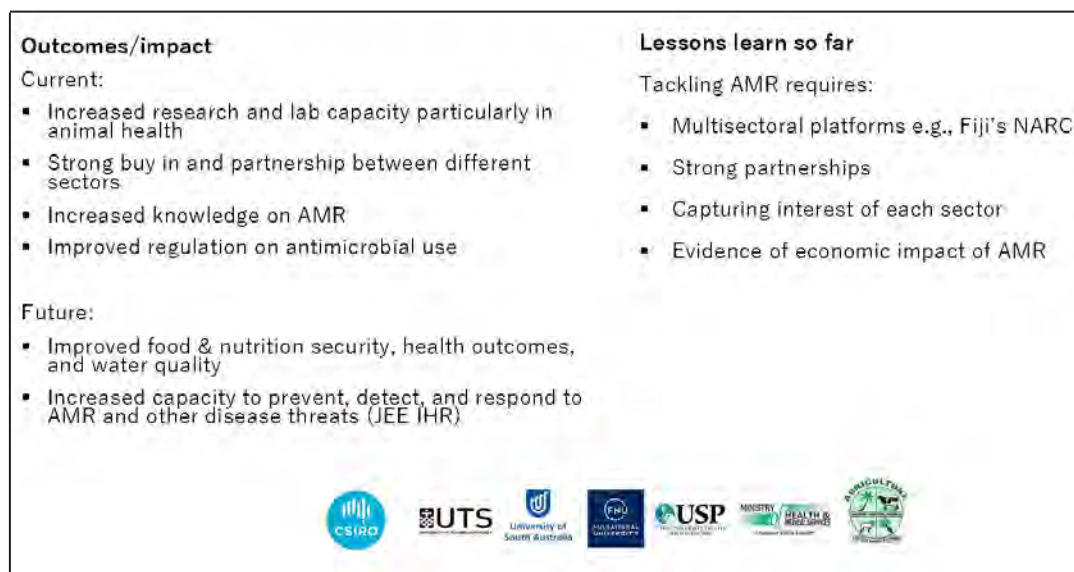 Outcomes/impact
Current:
▪ Increased research and lab capacity particularly in
animal health
▪ Strong buy in and partnership between different
sectors
▪ Increased knowledge on AMR
▪ Improved regulation on antimicrobial use
Future:
▪ Improved food & nutrition security, health outcomes,
and water quality
▪ Increased capacity to prevent, detect, and respond to
AMR and other disease threats (JEE IHR)
Lessons learn so far
Tackling AMR requires:
▪ Multisectoral platforms e.g., Fiji's NARC
▪ Strong partnerships
▪ Capturing interest of each sector
▪ Evidence of economic impact of AMR
CSIRO
UTS
University of
South Australia
FNU
UNIVERSITY
USP
MINISTRY
HEALTH &
MEDICAL SERVICES
AGRICULTURE